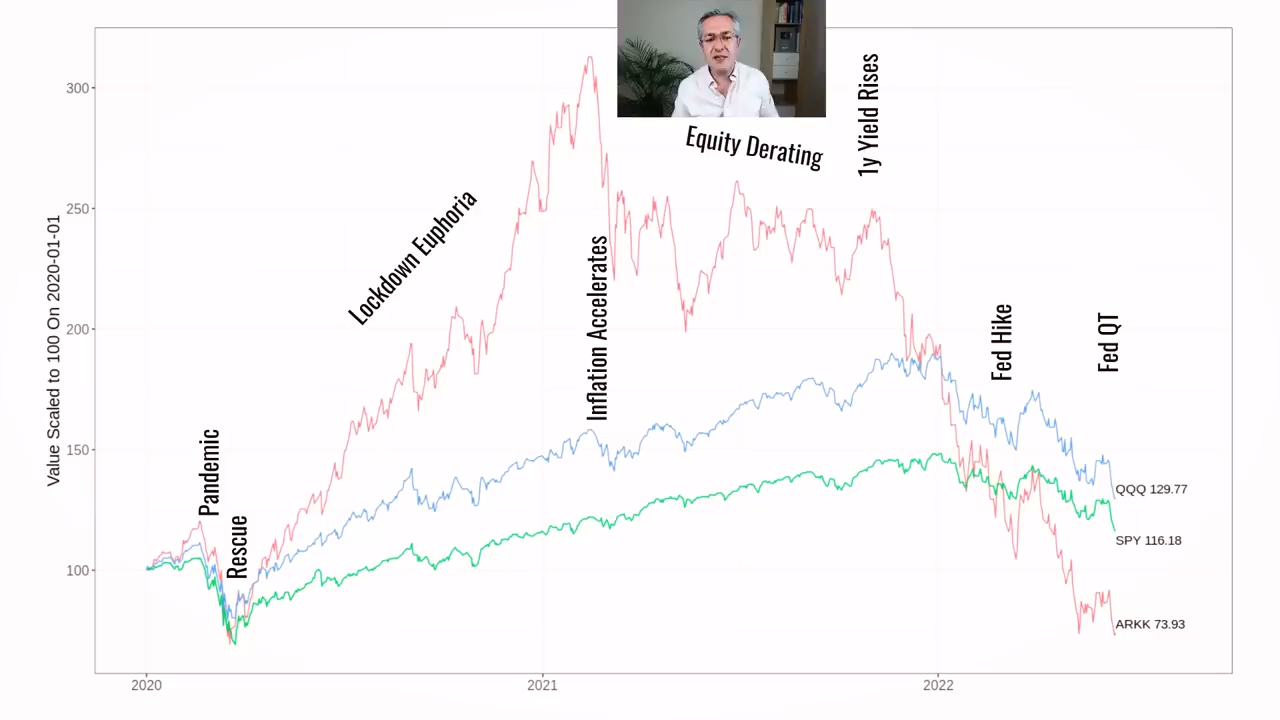 Value Scaled to 100 On 2020-01-01
300
250
200
150
100
2020
2021
2022
Pandemic
Rescue
Lockdown Euphoria
Inflation Accelerates
Equity Derating
1y Yield Rises
Fed Hike
Fed QT
QQQ 129.77
SPY 116.18
ARKK 73.93